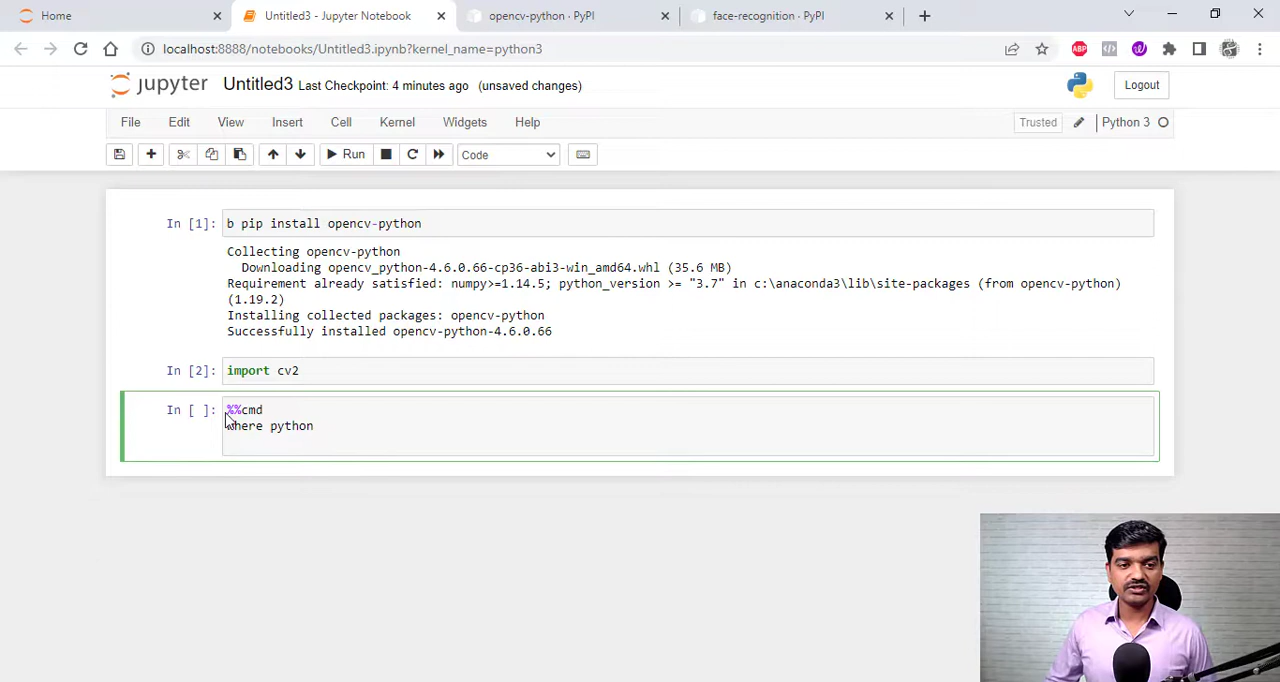 Home
Untitled3 - Jupyter Notebook
opencv-python · PyPI
face-recognition · PyPI
localhost:8888/notebooks/Untitled3.ipynb?kernel_name=python3
ABP
jupyter Untitled3 Last Checkpoint: 4 minutes ago (unsaved changes)
Logout
File Edit View Insert Cell Kernel Widgets Help
Trusted
Python 3
Run
Code
In [1]: b pip install opencv-python
Collecting opencv-python
Downloading opencv_python-4.6.0.66-cp36-abi3-win_amd64.whl (35.6 MB)
Requirement already satisfied: numpy>=1.14.5; python_version >= "3.7" in c:\anaconda3\lib\site-packages (from opencv-python)
(1.19.2)
Installing collected packages: opencv-python
Successfully installed opencv-python-4.6.0.66
In [2]: import cv2
In [ ]: %%cmd
where python